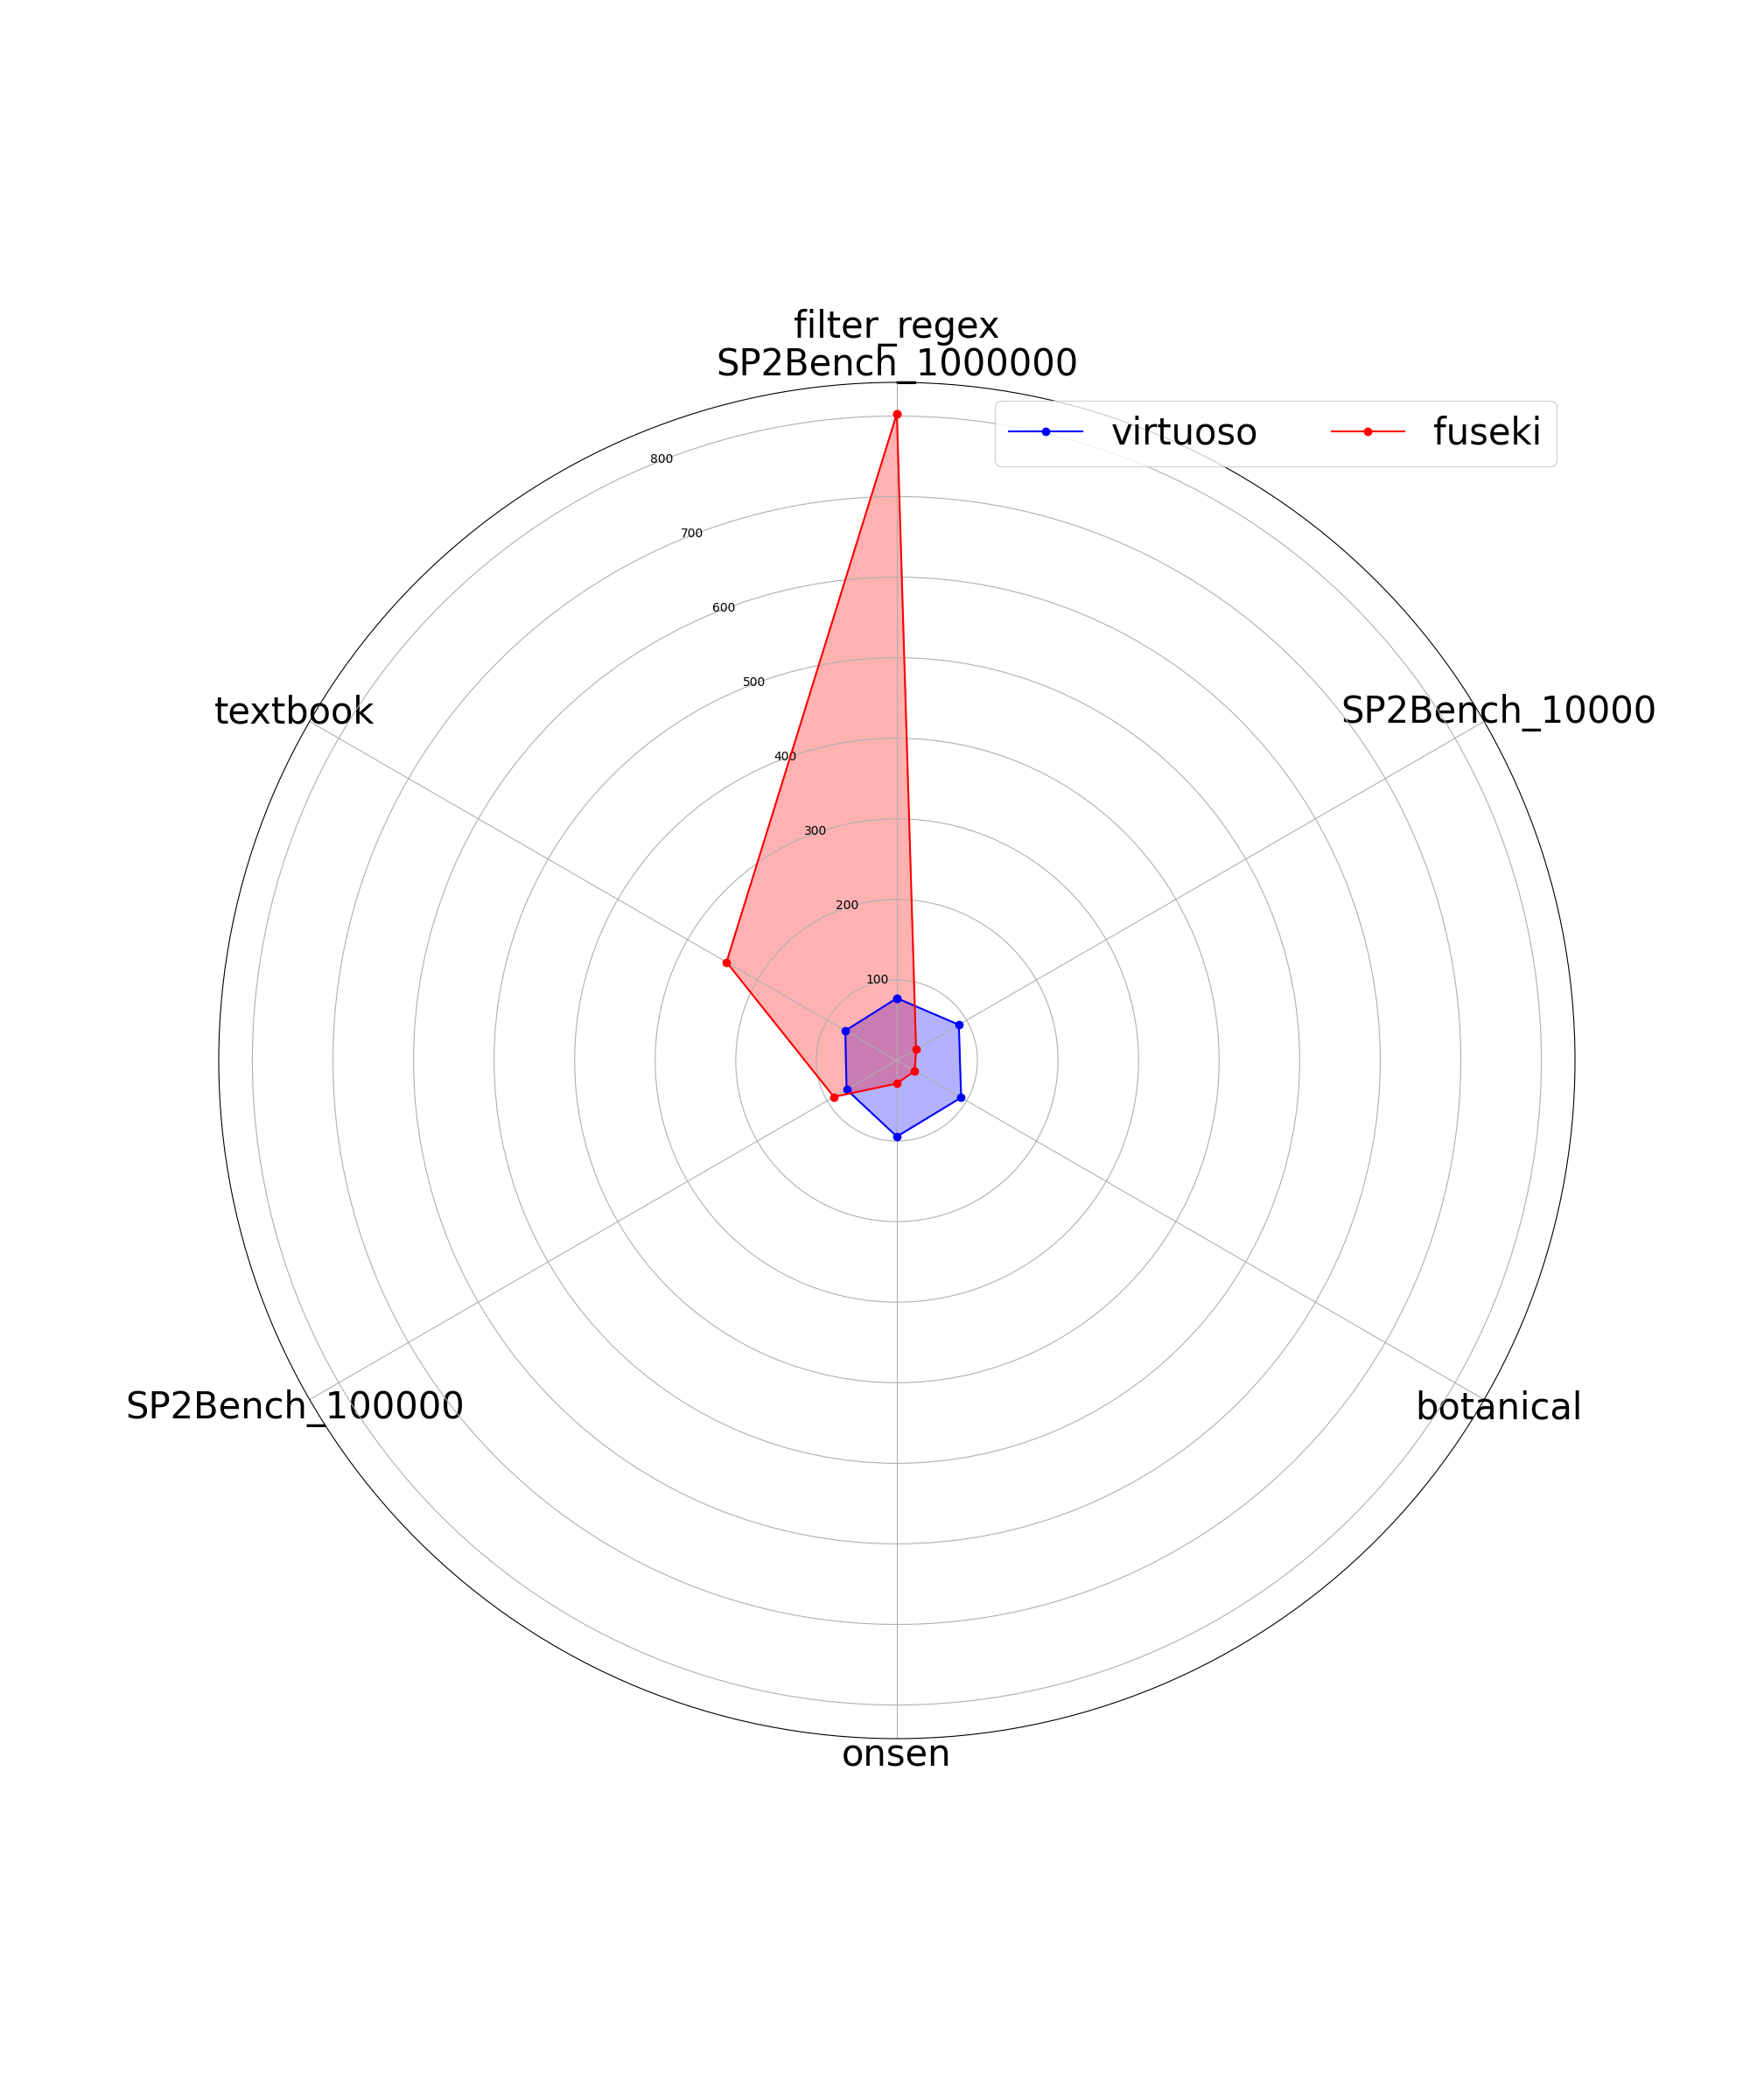 filter_regex
SP2Bench_1000000
virtuoso
fuseki
800
700
600
textbook
SP2Bench_10000
500
400
300
200
100
SP2Bench_100000
botanical
onsen